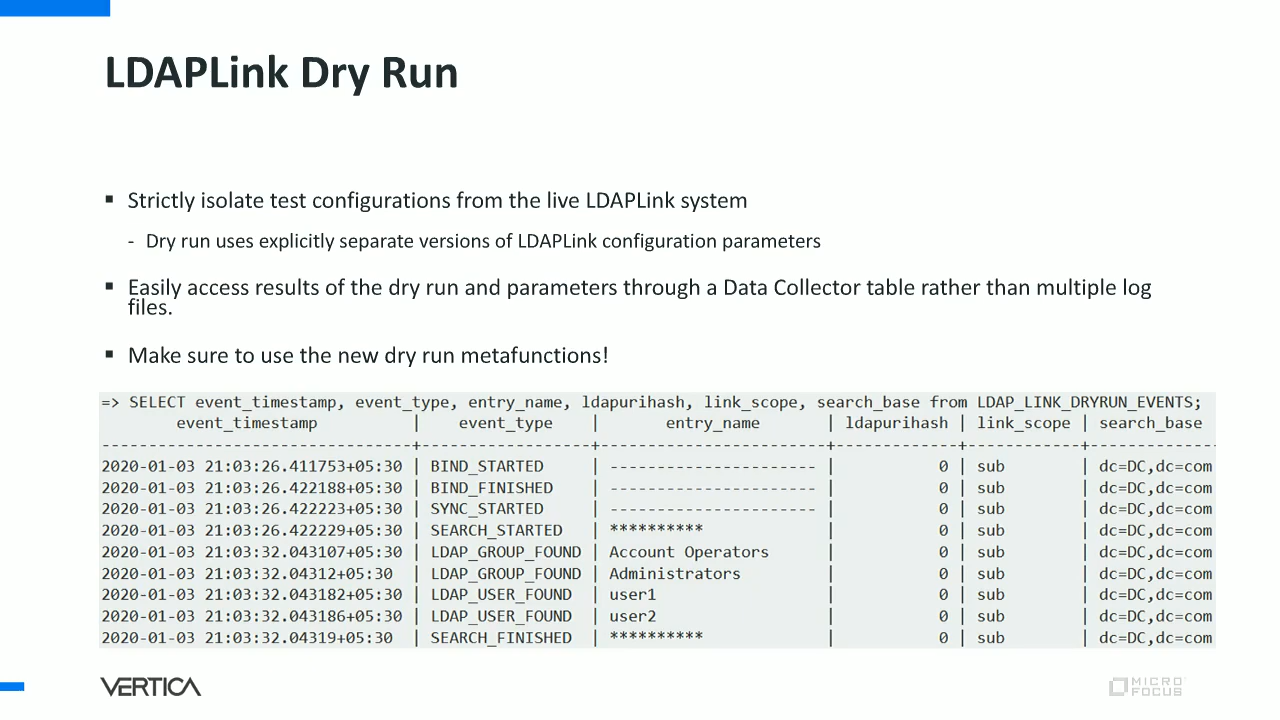 LDAPLink Dry Run
▪ Strictly isolate test configurations from the live LDAPLink system
- Dry run uses explicitly separate versions of LDAPLink configuration parameters
▪ Easily access results of the dry run and parameters through a Data Collector table rather than multiple log
files.
▪ Make sure to use the new dry run metafunctions!
=> SELECT event_timestamp, event_type, entry_name, ldapurihash, link_scope, search_base from LDAP_LINK_DRYRUN_EVENTS;
event_timestamp | event_type | entry_name | ldapurihash | link_scope | search_base
---------------------------------+------------------+------------------------+-------------+------------+-------------
2020-01-03 21:03:26.411753+05:30 | BIND_STARTED | ---------------------- | 0 | sub | dc=DC,dc=com
2020-01-03 21:03:26.422188+05:30 | BIND_FINISHED | ---------------------- | 0 | sub | dc=DC,dc=com
2020-01-03 21:03:26.422223+05:30 | SYNC_STARTED | ---------------------- | 0 | sub | dc=DC,dc=com
2020-01-03 21:03:26.422229+05:30 | SEARCH_STARTED | ********** | 0 | sub | dc=DC,dc=com
2020-01-03 21:03:32.043107+05:30 | LDAP_GROUP_FOUND | Account Operators | 0 | sub | dc=DC,dc=com
2020-01-03 21:03:32.04312+05:30 | LDAP_GROUP_FOUND | Administrators | 0 | sub | dc=DC,dc=com
2020-01-03 21:03:32.043182+05:30 | LDAP_USER_FOUND | user1 | 0 | sub | dc=DC,dc=com
2020-01-03 21:03:32.043186+05:30 | LDAP_USER_FOUND | user2 | 0 | sub | dc=DC,dc=com
2020-01-03 21:03:32.04319+05:30 | SEARCH_FINISHED | ********** | 0 | sub | dc=DC,dc=com
VERTICA
MICRO
FOCUS